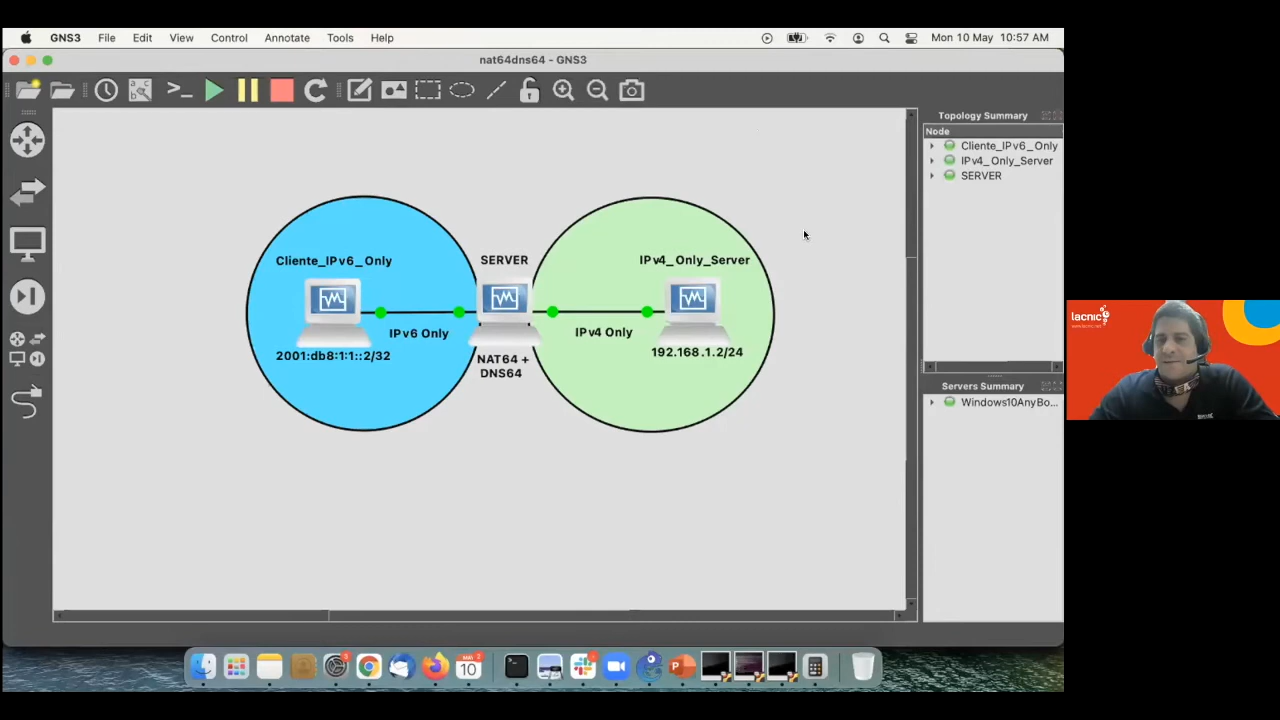 GNS3 File Edit View Control Annotate Tools Help Mon 10 May 10:57 AM
nat64dns64 - GNS3
Topology Summary
Node
Cliente_IPv6_Only
IPv4_Only_Server
SERVER
Cliente_IPv6_Only
SERVER
IPv4_Only_Server
IPv6 Only
IPv4 Only
2001:db8:1:1::2/32
NAT64 +
DNS64
192.168.1.2/24
Servers Summary
Windows10AnyBo...
lacnic
10